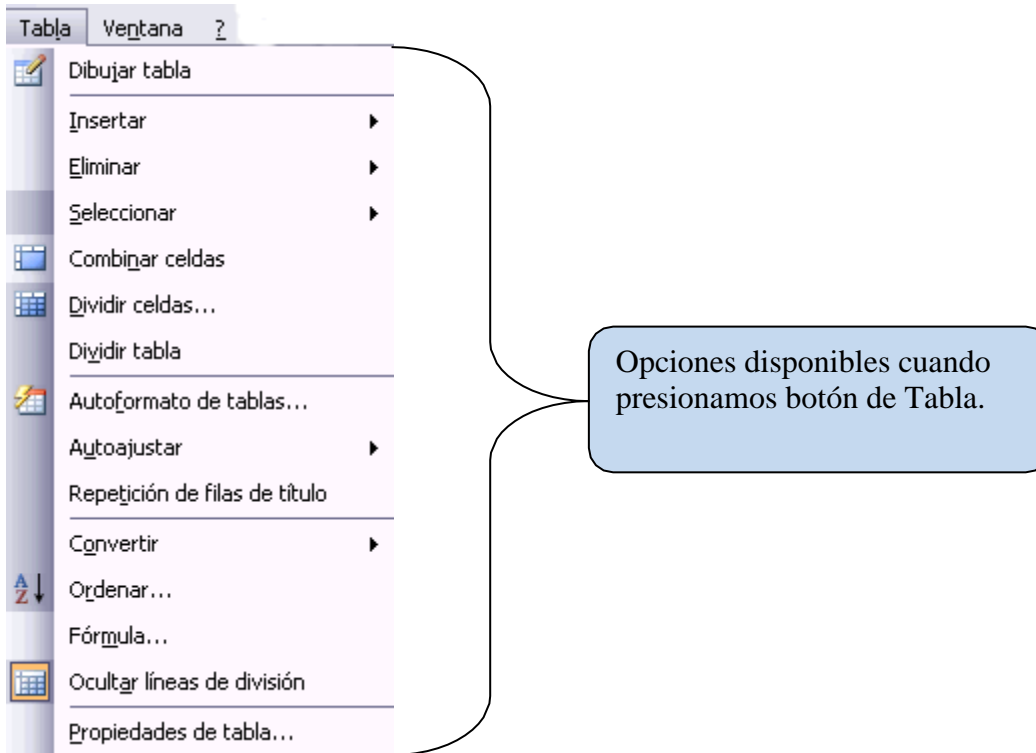 Tabla Ventana ?
Dibujar tabla
Insertar
Eliminar
Seleccionar
Combinar celdas
Dividir celdas...
Dividir tabla
Autoformato de tablas...
Autoajustar
Repetición de filas de título
Convertir
Ordenar...
Fórmula...
Ocultar líneas de división
Propiedades de tabla...
Opciones disponibles cuando
presionamos botón de Tabla.